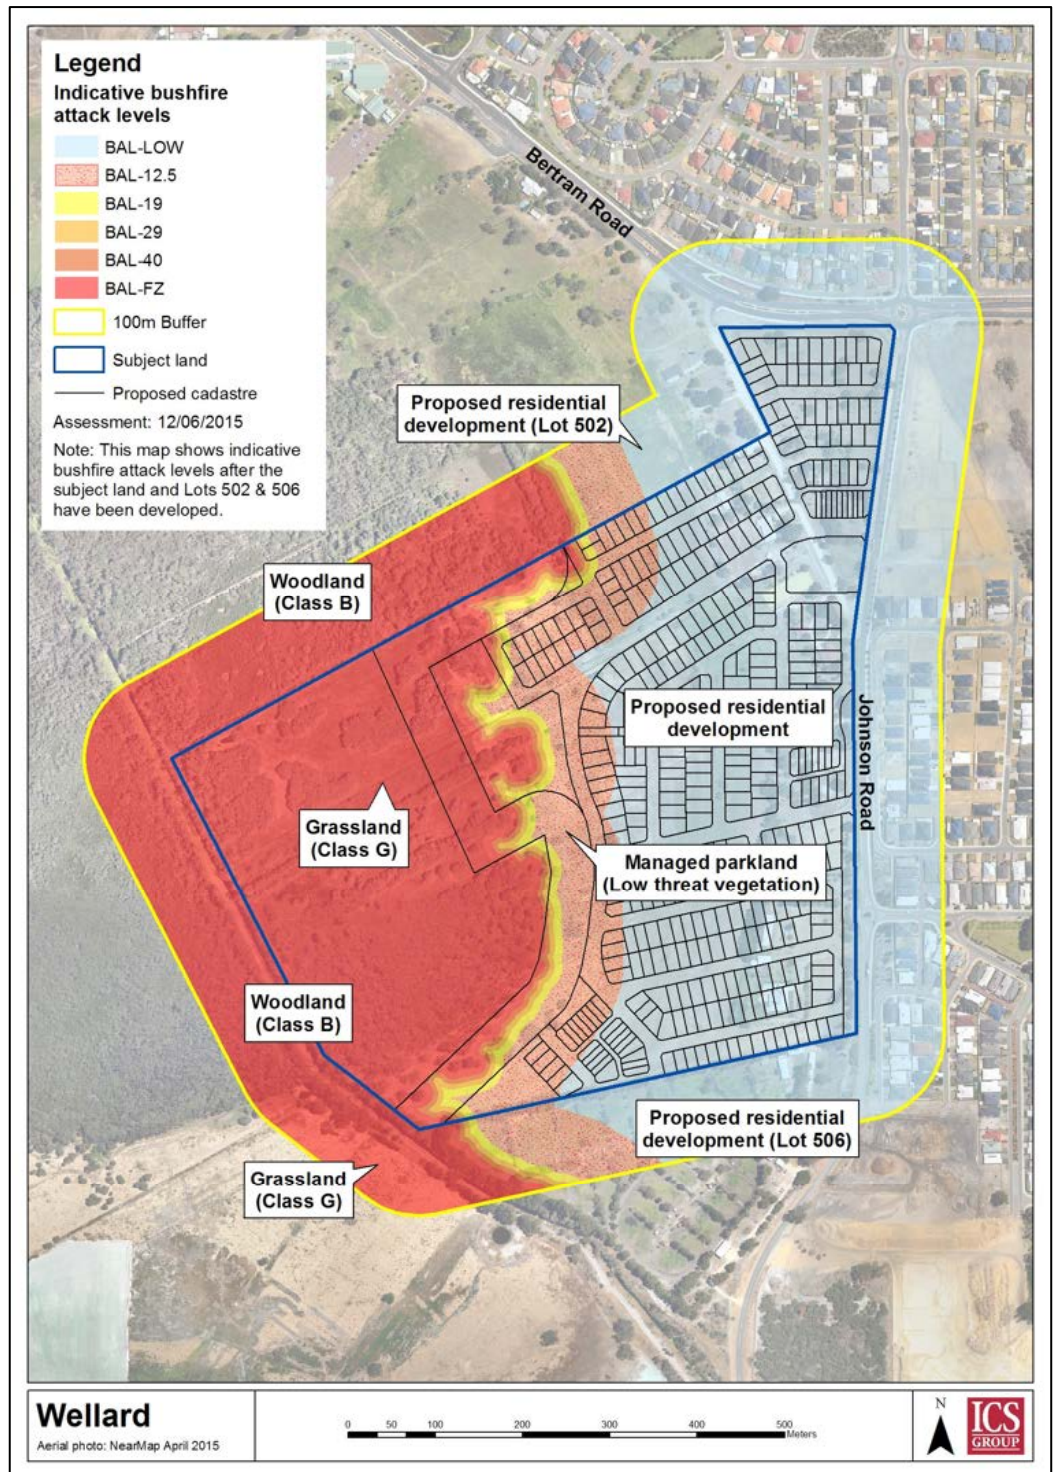 Legend
Indicative bushfire
attack levels
BAL-LOW
BAL-12.5
BAL-19
BAL-29
BAL-40
BAL-FZ
100m Buffer
Subject land
Proposed cadastre
Assessment: 12/06/2015
Note: This map shows indicative
bushfire attack levels after the
subject land and Lots 502 & 506
have been developed.
Bertram Road
Proposed residential
development (Lot 502)
Woodland
(Class B)
Proposed residential
development
Johnson Road
Grassland
(Class G)
Managed parkland
(Low threat vegetation)
Woodland
(Class B)
Proposed residential
development (Lot 506)
Grassland
(Class G)
Wellard
Aerial photo: NearMap April 2015
0 50 100 200 300 400 500
Meters
N
ICS
GROUP